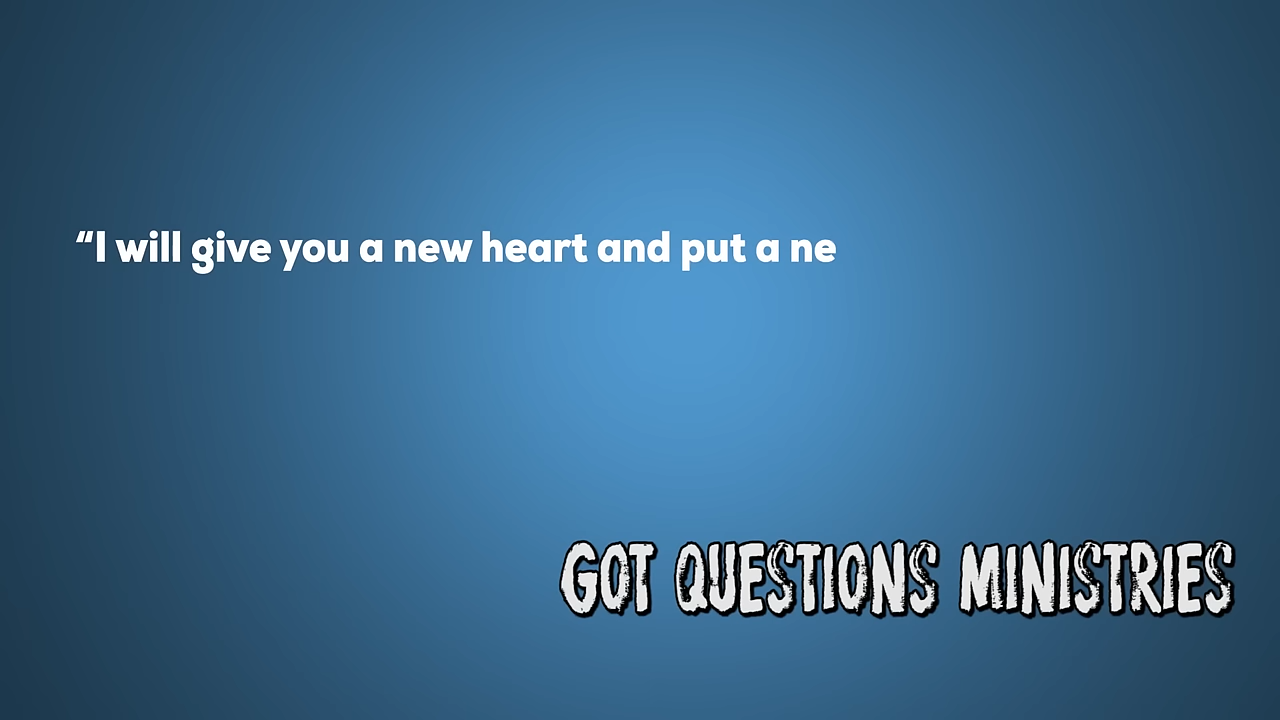 “I will give you a new heart and put a ne
GOT QUESTIONS MINISTRIES